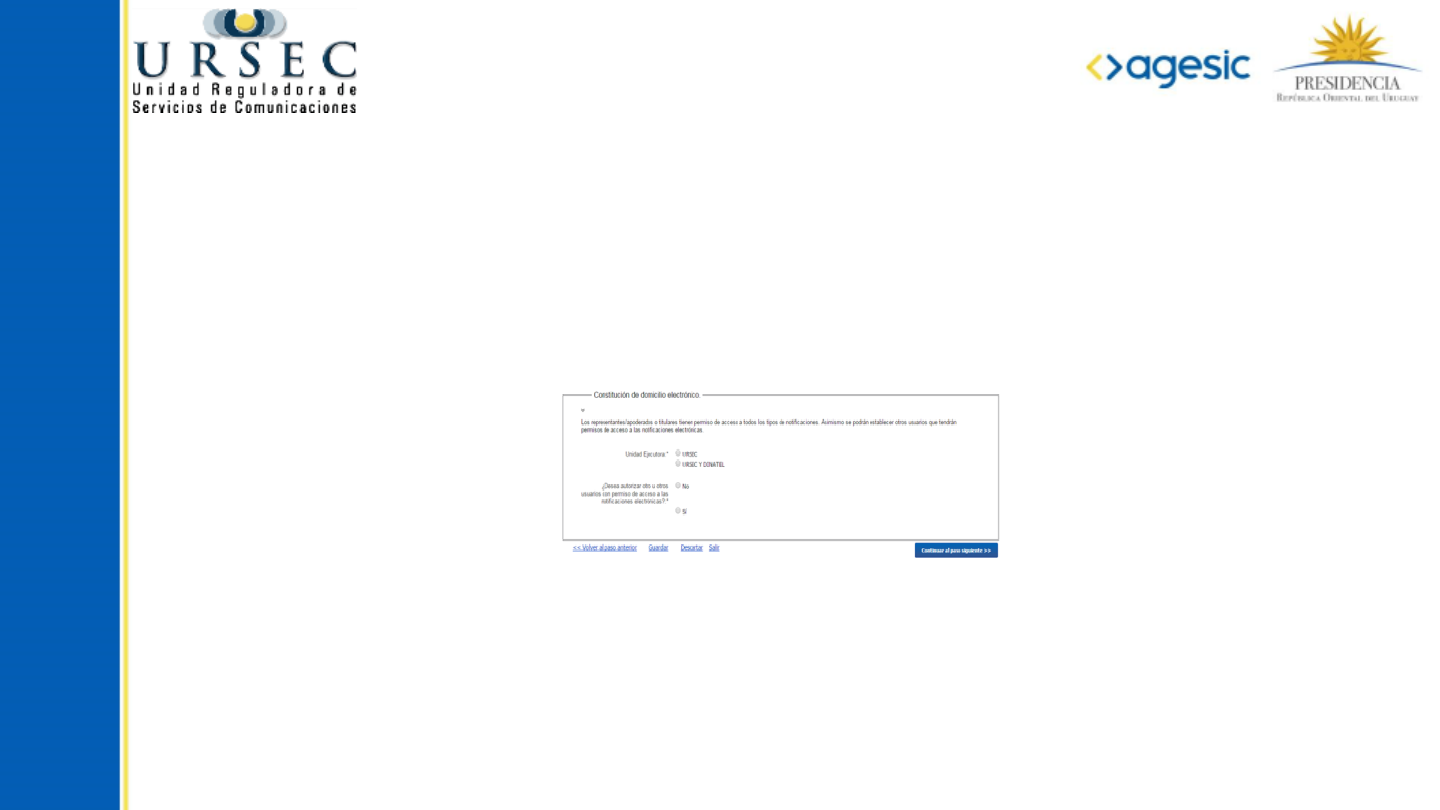 URSEC
Unidad Reguladora de
Servicios de Comunicaciones
agesic
PRESIDENCIA
REPÚBLICA ORIENTAL DEL URUGUAY
Constitución de domicilio electrónico.
Los representantes/apoderados o titulares tienen permiso de acceso a todos los tipos de notificaciones. Asimismo se podrán establecer otros usuarios que tendrán
permisos de acceso a las notificaciones electrónicas.
Unidad Ejecutora * URSEC
URSEC Y DINATEL
¿Desea autorizar otro u otros No
usuarios con permiso de acceso a las
notificaciones electrónicas? *
Sí
<< Volver al paso anterior Guardar Descartar Salir Continuar al paso siguiente >>